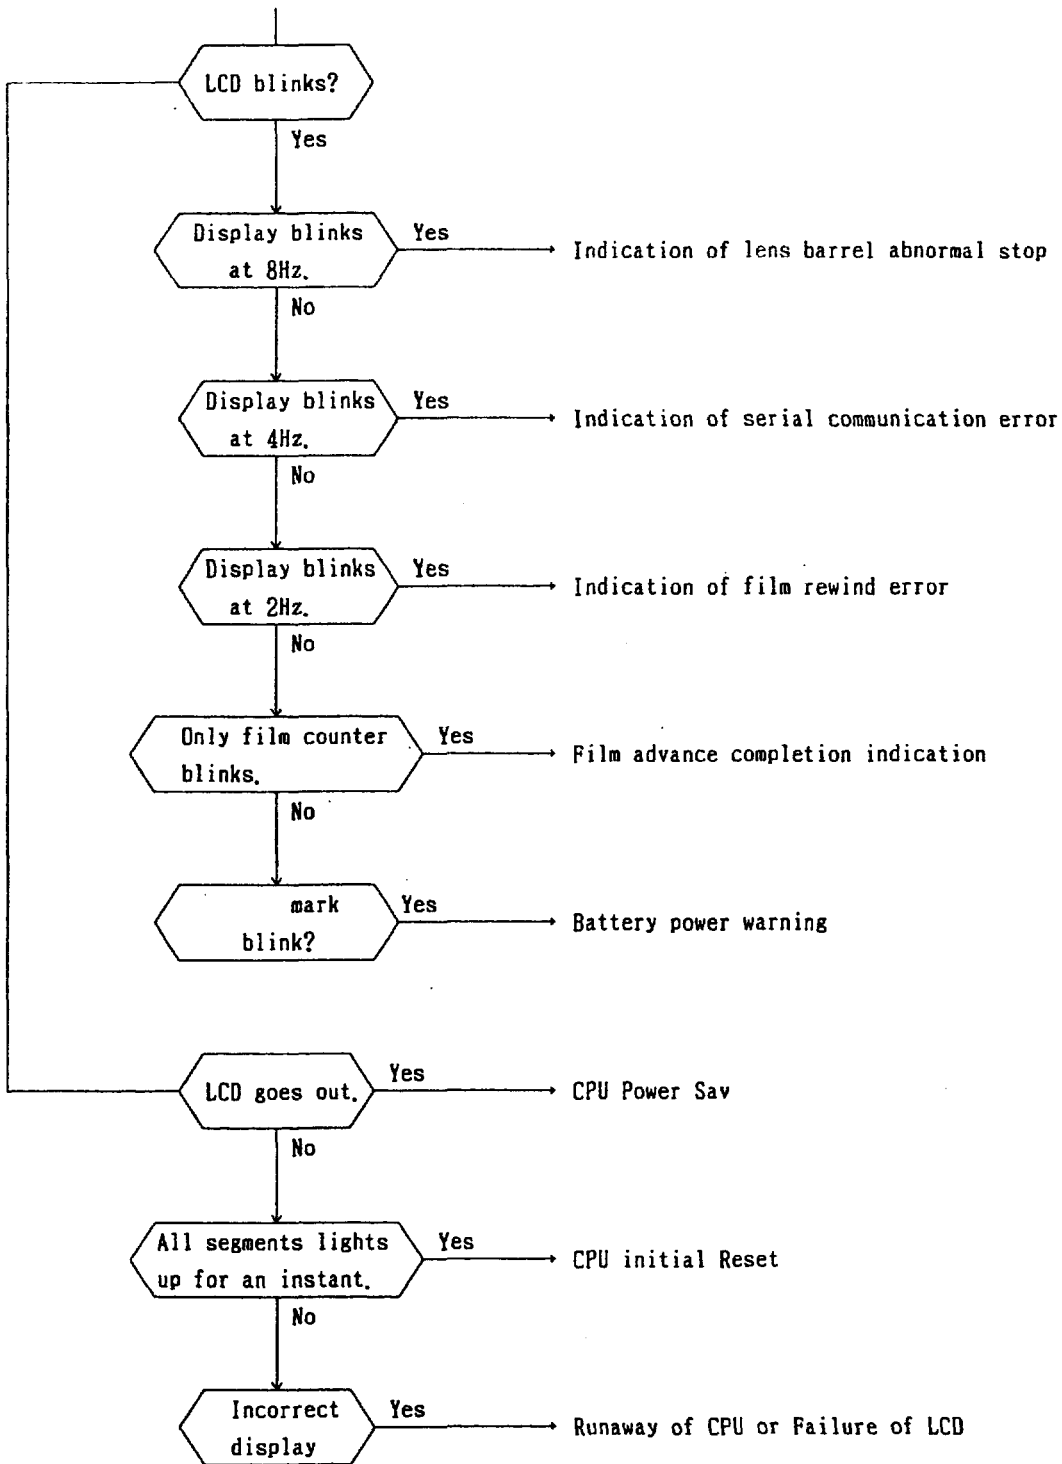 LCD blinks?
Yes
Display blinks
at 8Hz.
Yes
Indication of lens barrel abnormal stop
No
Display blinks
at 4Hz.
Yes
Indication of serial communication error
No
Display blinks
at 2Hz.
Yes
Indication of film rewind error
No
Only film counter
blinks.
Yes
Film advance completion indication
No
mark
blink?
Yes
Battery power warning
LCD goes out.
Yes
CPU Power Sav
No
All segments lights
up for an instant.
Yes
CPU initial Reset
No
Incorrect
display
Yes
Runaway of CPU or Failure of LCD